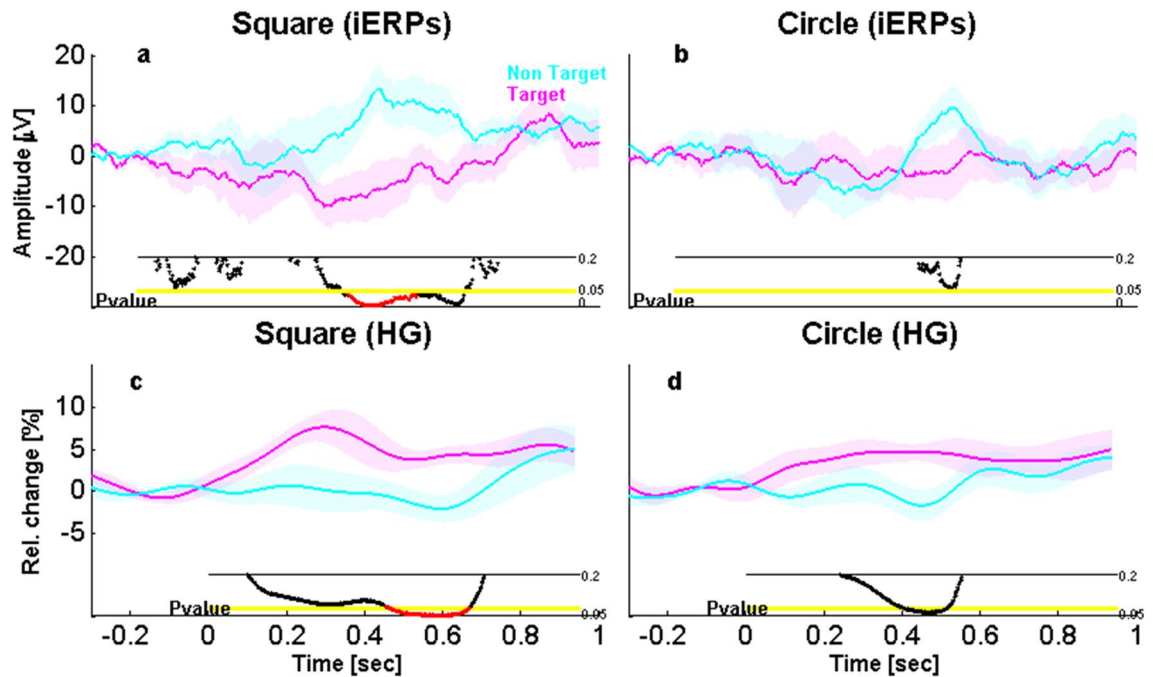 Square (iERPs)
Circle (iERPs)
a
b
Non Target
Target
20
10
0
-10
-20
Amplitude [µV]
0.2
0.05
0
Pvalue
0.2
0.05
0
Pvalue
Square (HG)
Circle (HG)
c
d
10
5
0
-5
Rel. change [%]
0.2
0.05
Pvalue
0.2
0.05
Pvalue
-0.2 0 0.2 0.4 0.6 0.8 1
-0.2 0 0.2 0.4 0.6 0.8 1
Time [sec]
Time [sec]